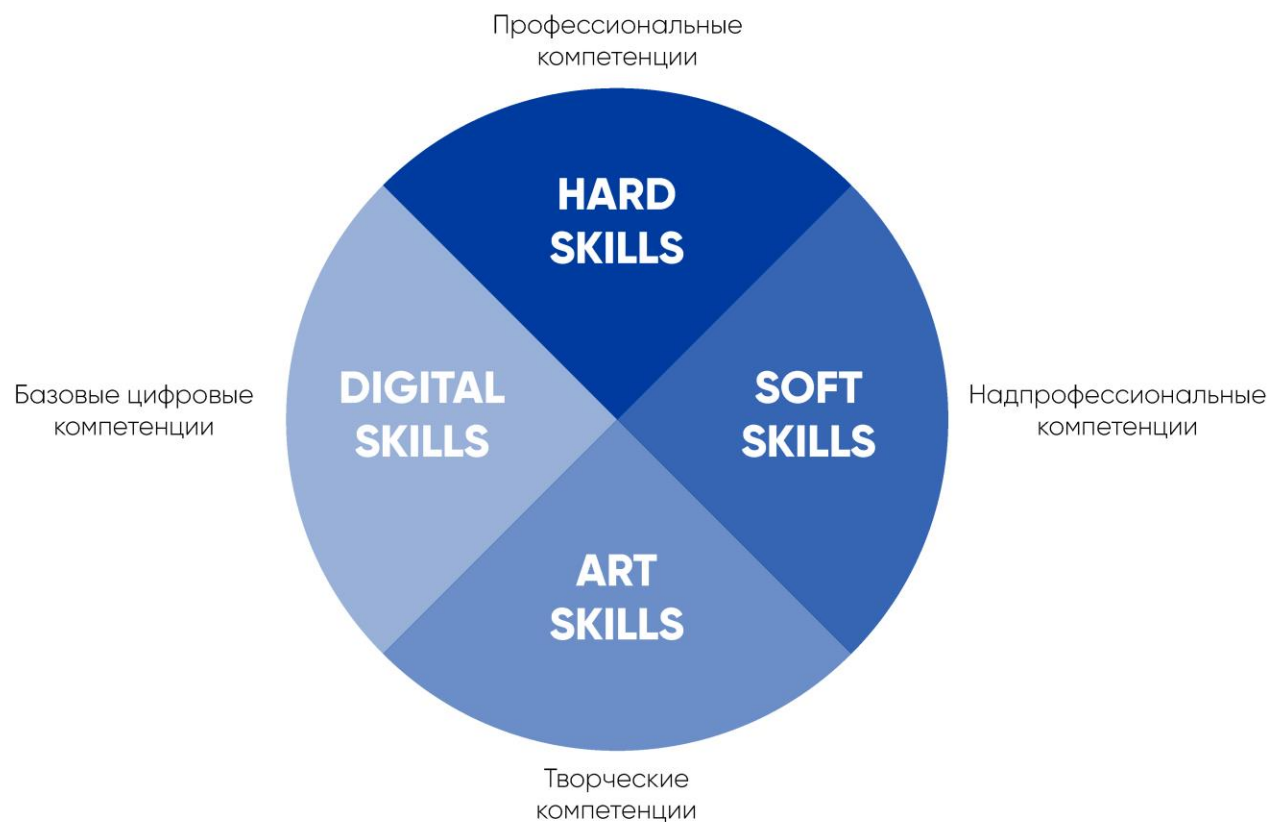 Профессиональные
компетенции
HARD
SKILLS
Базовые цифровые
компетенции
DIGITAL
SKILLS
SOFT
SKILLS
Надпрофессиональные
компетенции
ART
SKILLS
Творческие
компетенции